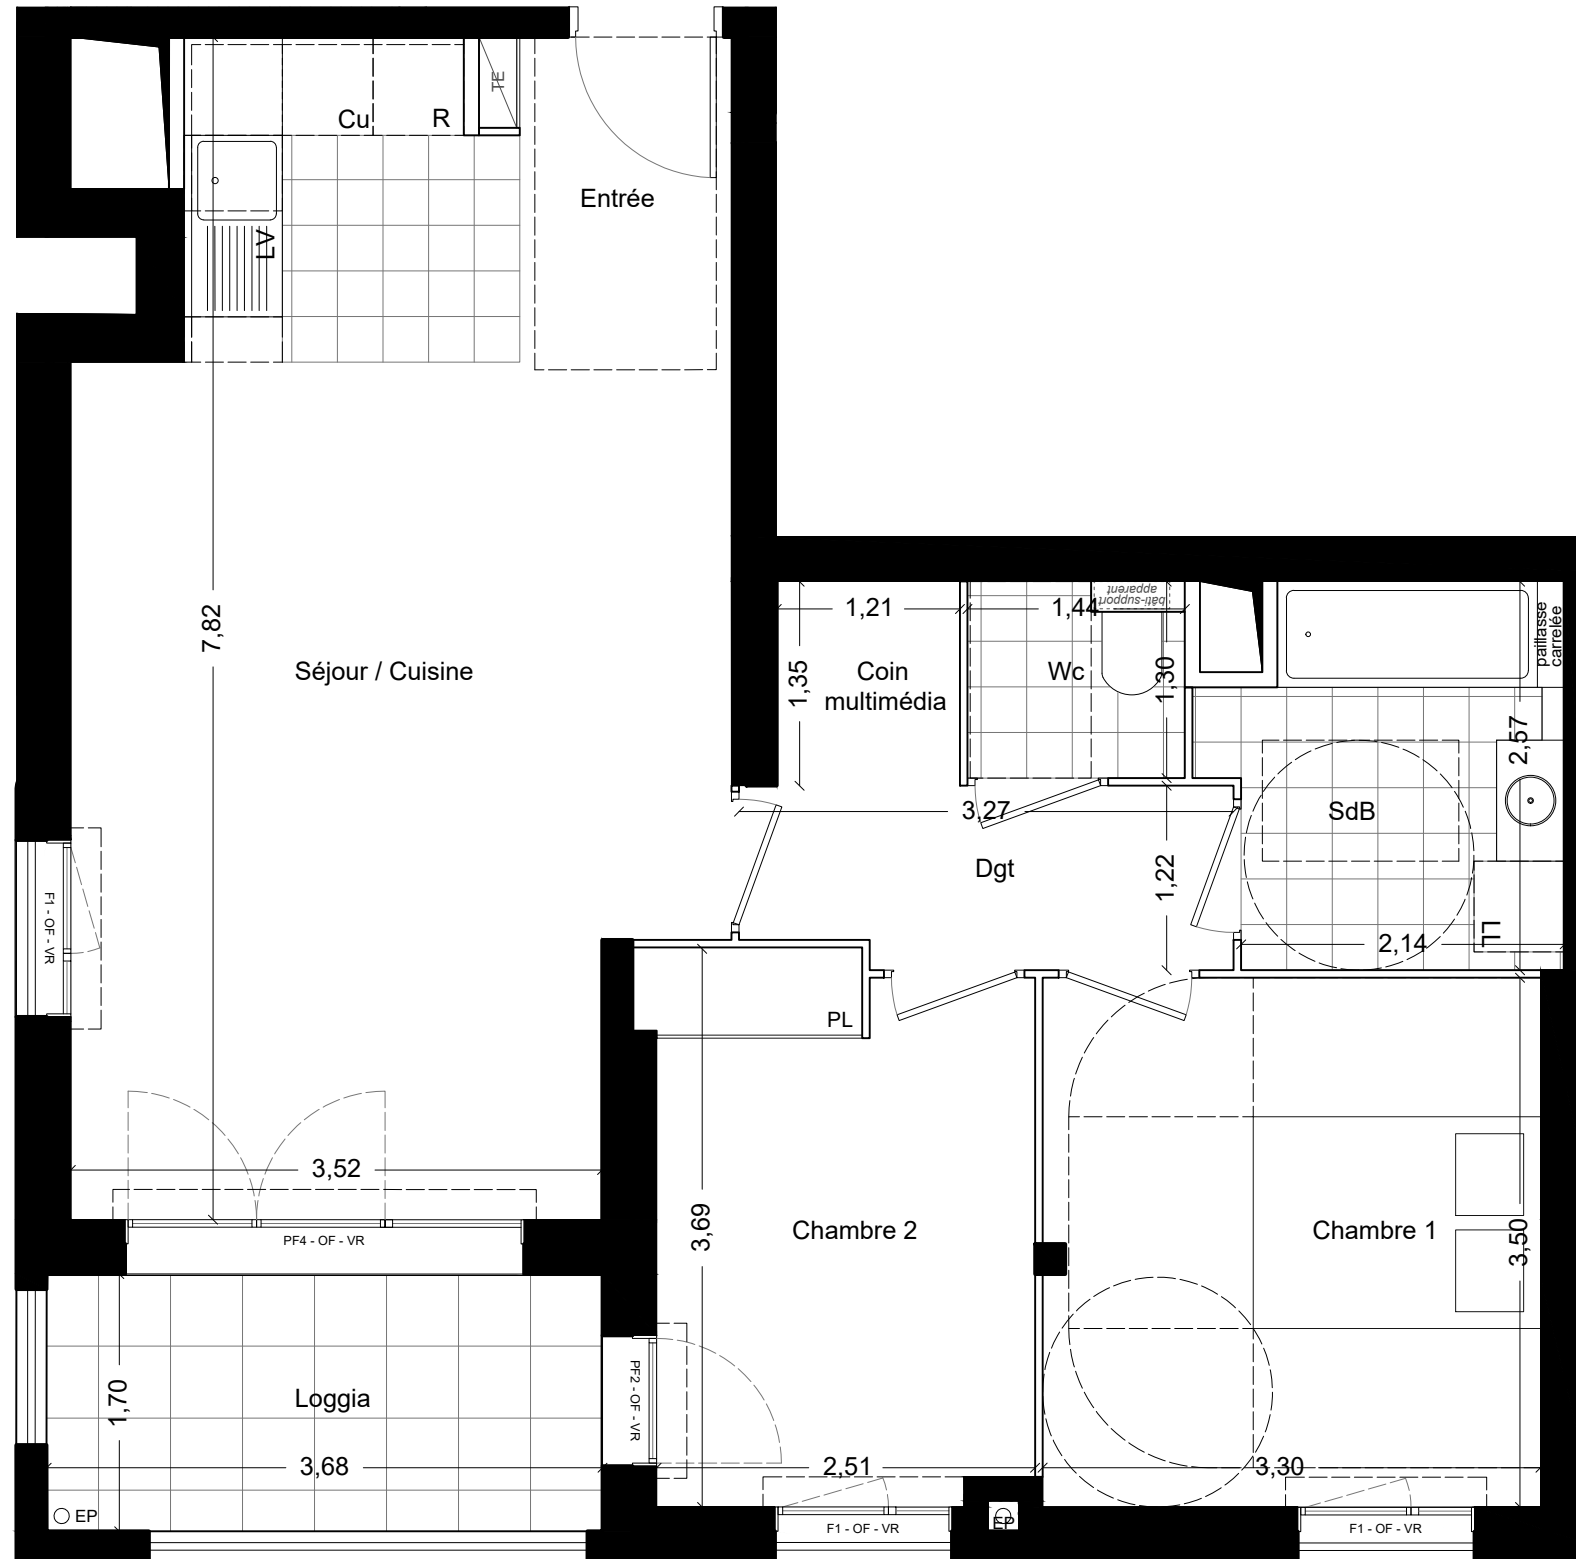 TE
Cu
R
Entrée
LV
7,82
Séjour / Cuisine
1,21
1,35
Coin
multimédia
1,44
bâti-support
apparent
Wc
1,30
paillasse
carrelée
2,57
SdB
3,27
Dgt
1,22
2,14
LL
F1 - OF - VR
PL
3,52
PF4 - OF - VR
3,69
Chambre 2
Chambre 1
3,50
1,70
Loggia
PF2 - OF - VR
3,68
2,51
3,30
EP
EP
F1 - OF - VR
F1 - OF - VR